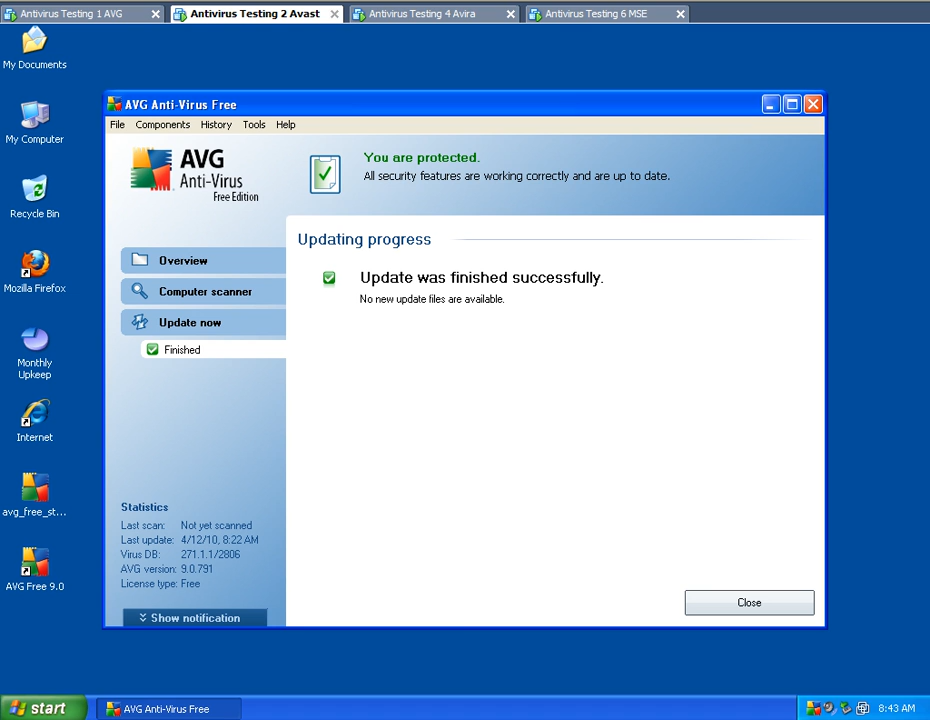 Antivirus Testing 1 AVG
Antivirus Testing 2 Avast
Antivirus Testing 4 Avira
Antivirus Testing 6 MSE
My Documents
My Computer
Recycle Bin
Mozilla Firefox
Monthly
Upkeep
Internet
avg_free_st...
AVG Free 9.0
AVG Anti-Virus Free
File Components History Tools Help
AVG
Anti-Virus
Free Edition
You are protected.
All security features are working correctly and are up to date.
Overview
Computer scanner
Update now
Finished
Updating progress
Update was finished successfully.
No new update files are available.
Statistics
Last scan: Not yet scanned
Last update: 4/12/10, 8:22 AM
Virus DB: 271.1.1/2806
AVG version: 9.0.791
License type: Free
Show notification
Close
start
AVG Anti-Virus Free
8:43 AM